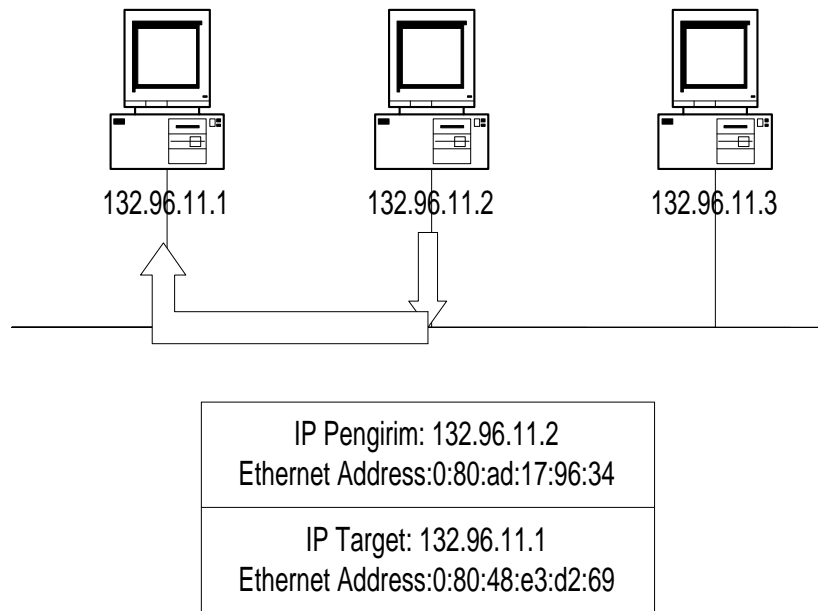 132.96.11.1
132.96.11.2
132.96.11.3
IP Pengirim: 132.96.11.2
Ethernet Address:0:80:ad:17:96:34
IP Target: 132.96.11.1
Ethernet Address:0:80:48:e3:d2:69